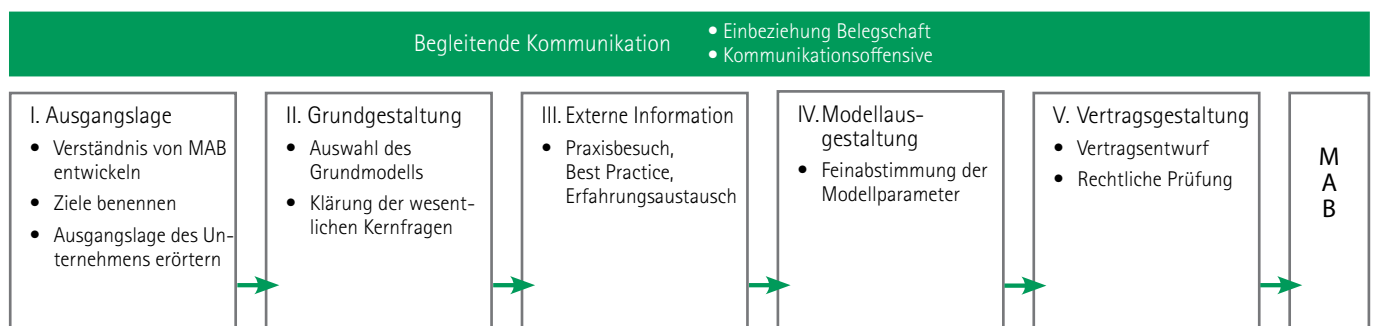 Begleitende Kommunikation
• Einbeziehung Belegschaft
• Kommunikationsoffensive
I. Ausgangslage
• Verständnis von MAB
entwickeln
• Ziele benennen
• Ausgangslage des Un-
ternehmens erörtern
II. Grundgestaltung
• Auswahl des
Grundmodells
• Klärung der wesent-
lichen Kernfragen
III. Externe Information
• Praxisbesuch,
Best Practice,
Erfahrungsaustausch
IV. Modellaus-
gestaltung
• Feinabstimmung der
Modellparameter
V. Vertragsgestaltung
• Vertragsentwurf
• Rechtliche Prüfung
M
A
B